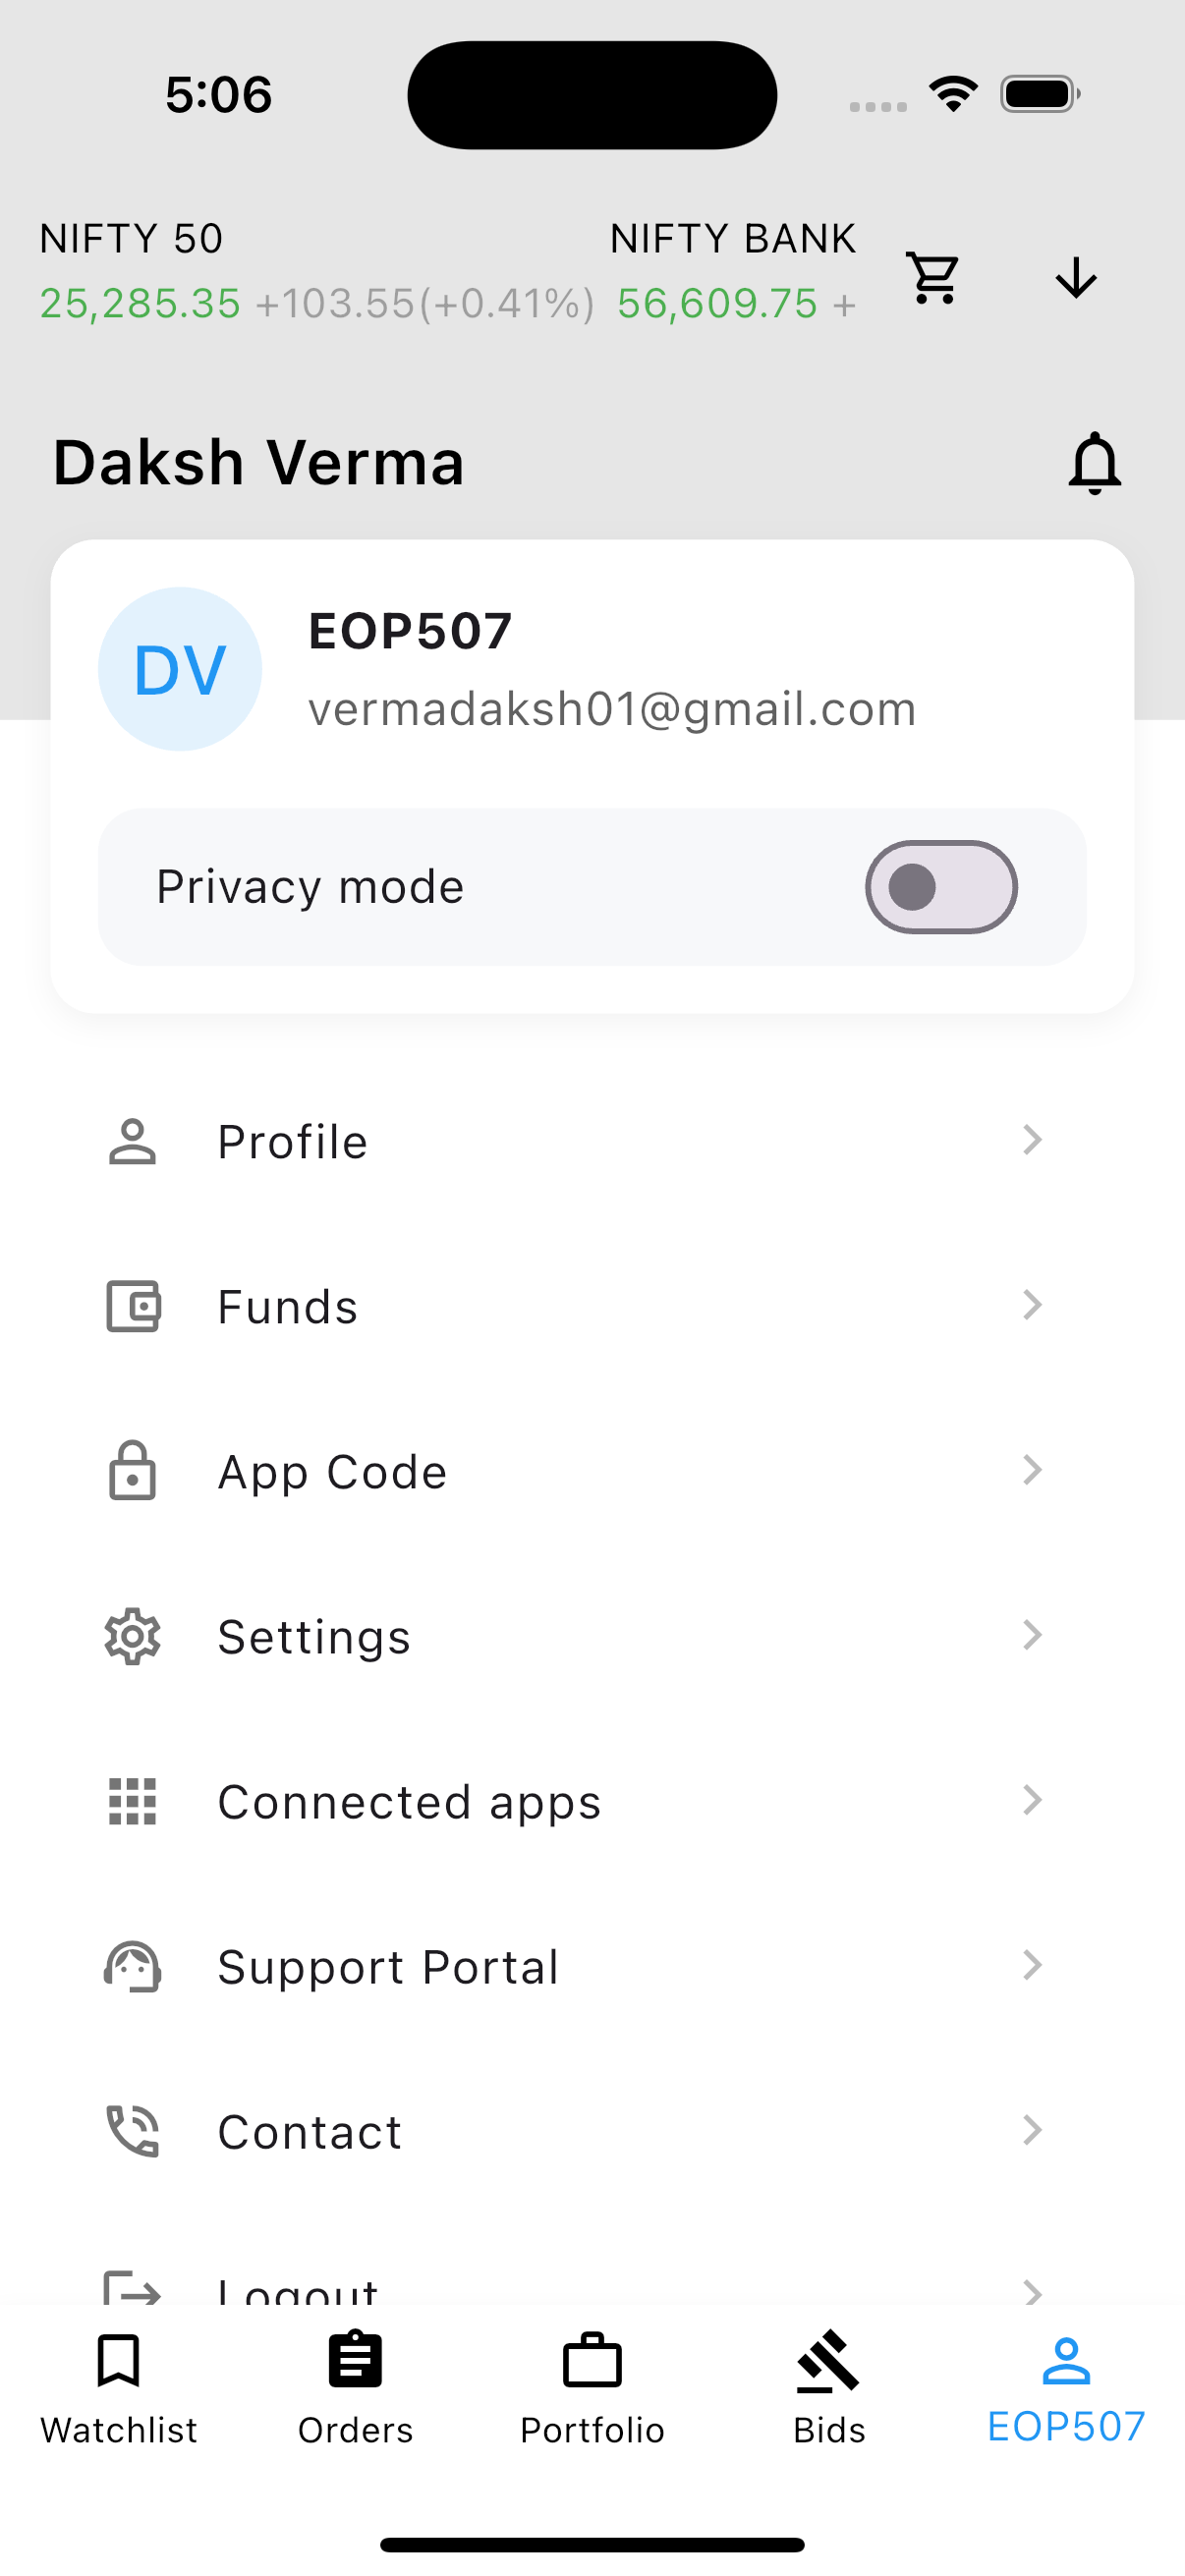 5:06
NIFTY 50
NIFTY BANK
25,285.35 +103.55(+0.41%)
56,609.75 +
Daksh Verma
DV
EOP507
vermadaksh01@gmail.com
Privacy mode
Profile
Funds
App Code
Settings
Connected apps
Support Portal
Contact
Logout
Watchlist
Orders
Portfolio
Bids
EOP507